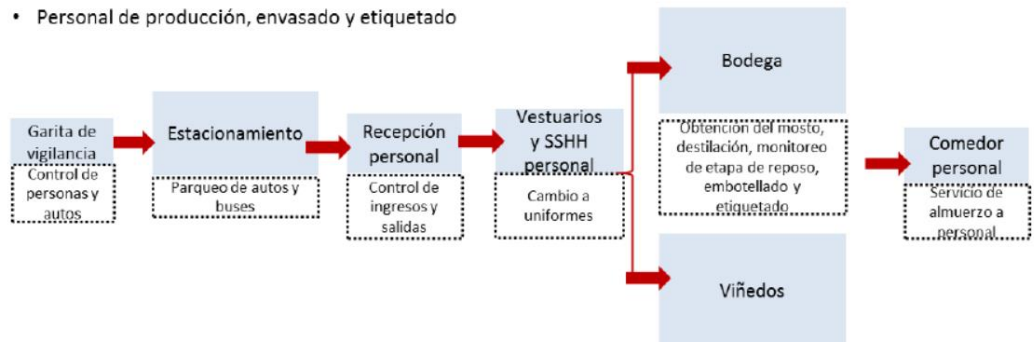 • Personal de producción, envasado y etiquetado
Garita de
vigilancia
Control de
personas y
autos
Estacionamiento
Parqueo de autos y
buses
Recepción
personal
Control de
ingresos y
salidas
Vestuarios
y SSHH
personal
Cambio a
uniformes
Bodega
Obtención del mosto,
destilación, monitoreo
de etapa de reposo,
embotellado y
etiquetado
Viñedos
Comedor
personal
Servicio de
almuerzo a
personal